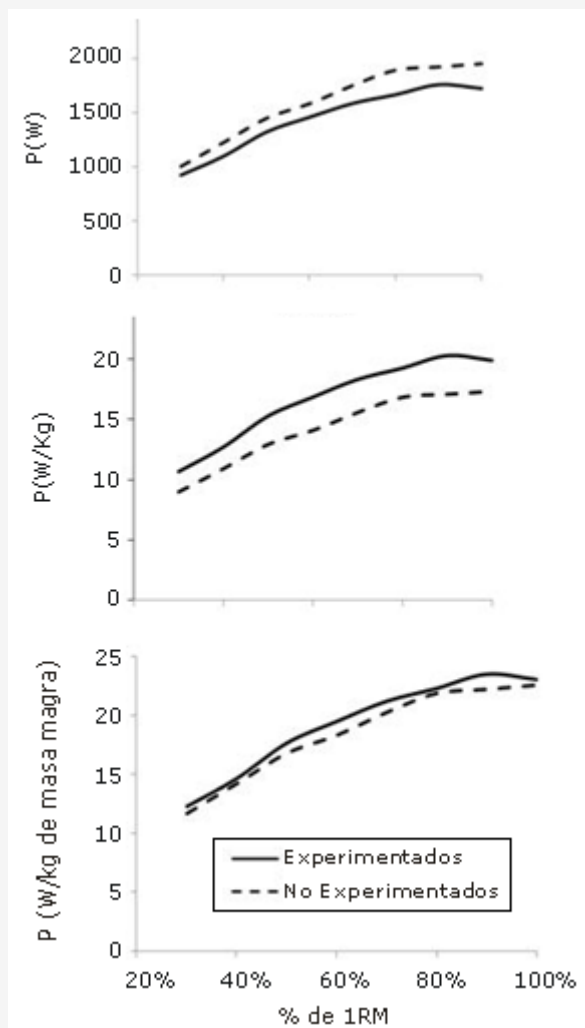 P(W)
2000
1500
1000
500
0
P(W/Kg)
20
15
10
5
0
P (W/kg de masa magra)
25
20
15
10
5
0
Experimentados
No Experimentados
20% 40% 60% 80% 100%
% de 1RM